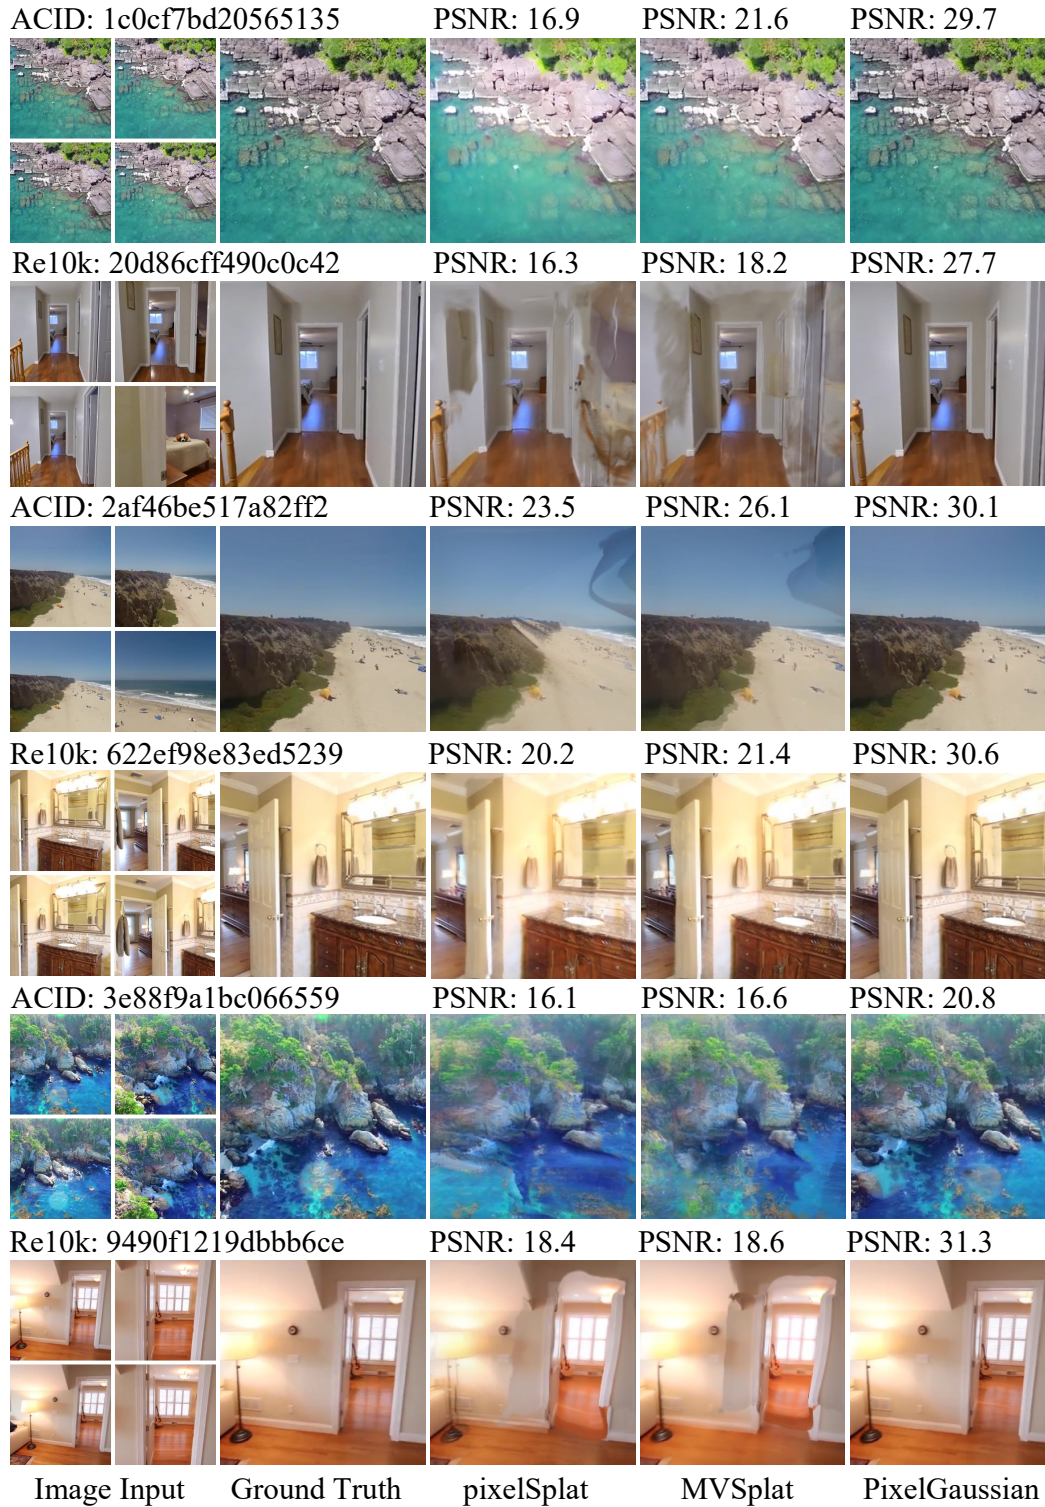 ACID: 1c0cf7bd20565135 PSNR: 16.9 PSNR: 21.6 PSNR: 29.7
Re10k: 20d86cff490c0c42 PSNR: 16.3 PSNR: 18.2 PSNR: 27.7
ACID: 2af46be517a82ff2 PSNR: 23.5 PSNR: 26.1 PSNR: 30.1
Re10k: 622ef98e83ed5239 PSNR: 20.2 PSNR: 21.4 PSNR: 30.6
ACID: 3e88f9a1bc066559 PSNR: 16.1 PSNR: 16.6 PSNR: 20.8
Re10k: 9490f1219dbbb6ce PSNR: 18.4 PSNR: 18.6 PSNR: 31.3
Image Input Ground Truth pixelSplat MVSplat PixelGaussian